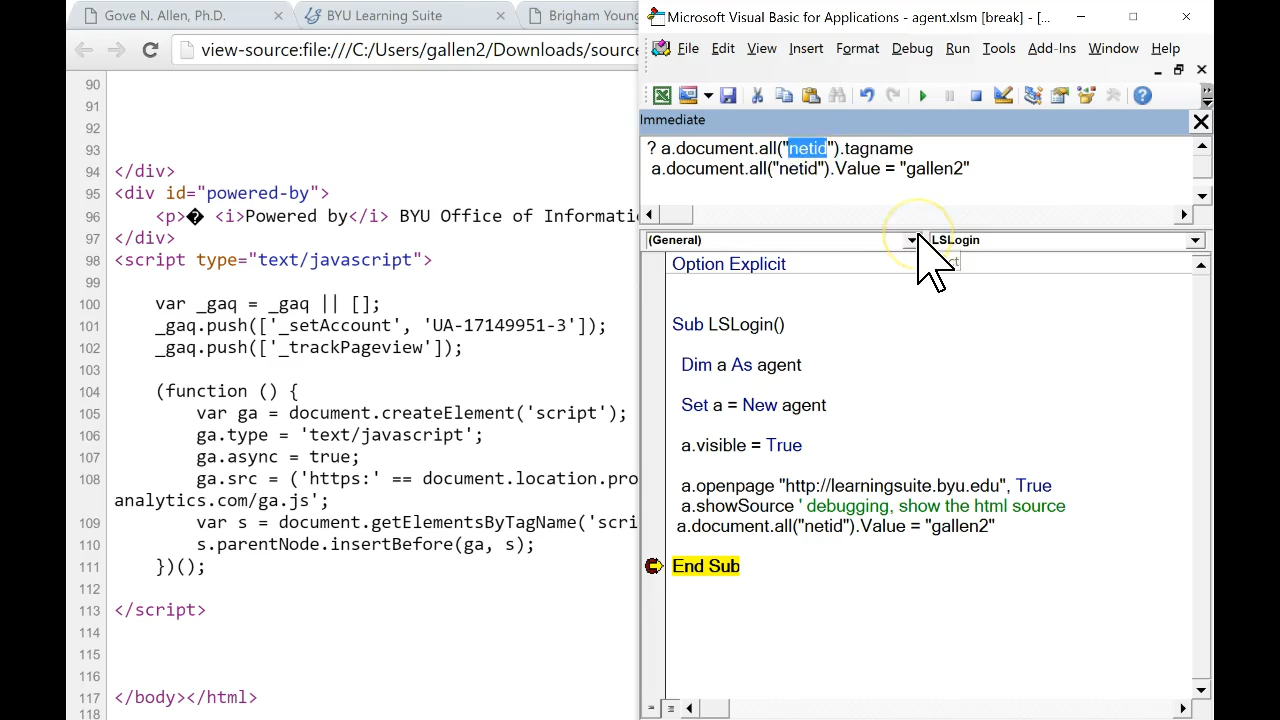 Gove N. Allen, Ph.D.
BYU Learning Suite
Brigham Young
view-source:file:///C:/Users/gallen2/Downloads/source
90
91
92
93
94 </div>
95 <div id="powered-by">
96 <p>� <i>Powered by</i> BYU Office of Informatio
97 </div>
98 <script type="text/javascript">
99
100 var _gaq = _gaq || [];
101 _gaq.push(['_setAccount', 'UA-17149951-3']);
102 _gaq.push(['_trackPageview']);
103
104 (function () {
105 var ga = document.createElement('script');
106 ga.type = 'text/javascript';
107 ga.async = true;
108 ga.src = ('https:' == document.location.pro
analytics.com/ga.js';
109 var s = document.getElementsByTagName('scri
110 s.parentNode.insertBefore(ga, s);
111 })();
112
113 </script>
114
115
116
117 </body></html>
118
Microsoft Visual Basic for Applications - agent.xlsm [break] - [...
File Edit View Insert Format Debug Run Tools Add-Ins Window Help
Immediate
? a.document.all("netid").tagname
a.document.all("netid").Value = "gallen2"
(General) LSLogin
Option Explicit
Sub LSLogin()
Dim a As agent
Set a = New agent
a.visible = True
a.openpage "http://learningsuite.byu.edu", True
a.showSource ' debugging, show the html source
a.document.all("netid").Value = "gallen2"
End Sub